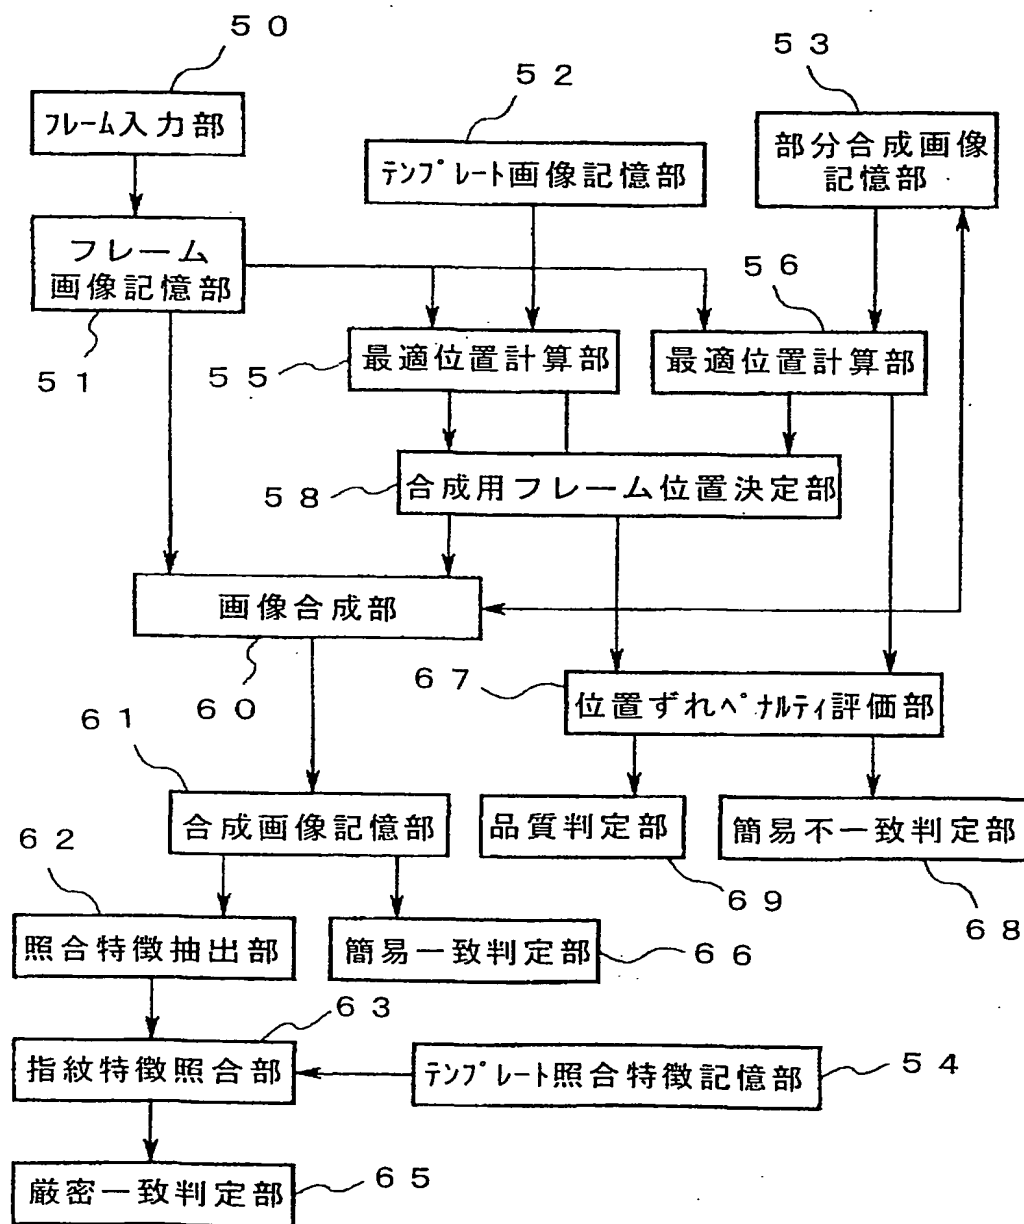 ５０
フレーム入力部
５２
５３
テンプレート画像記憶部
部分合成画像
記憶部
フレーム
画像記憶部
５１
５６
５５
最適位置計算部
最適位置計算部
５８
合成用フレーム位置決定部
画像合成部
６０
６７
位置ずれペナルティ評価部
６１
合成画像記憶部
品質判定部
簡易不一致判定部
６２
６９
６８
照合特徴抽出部
簡易一致判定部
６６
６３
指紋特徴照合部
テンプレート照合特徴記憶部
５４
厳密一致判定部
６５